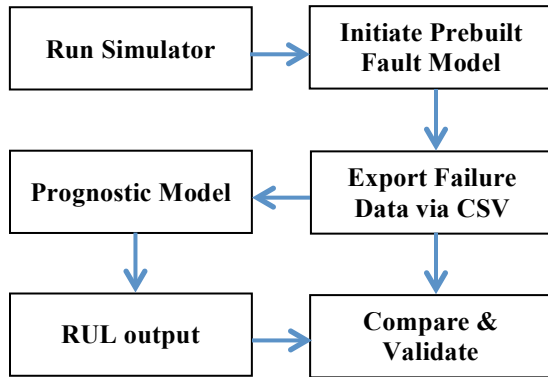 Run Simulator
Initiate Prebuilt
Fault Model
Prognostic Model
Export Failure
Data via CSV
RUL output
Compare &
Validate